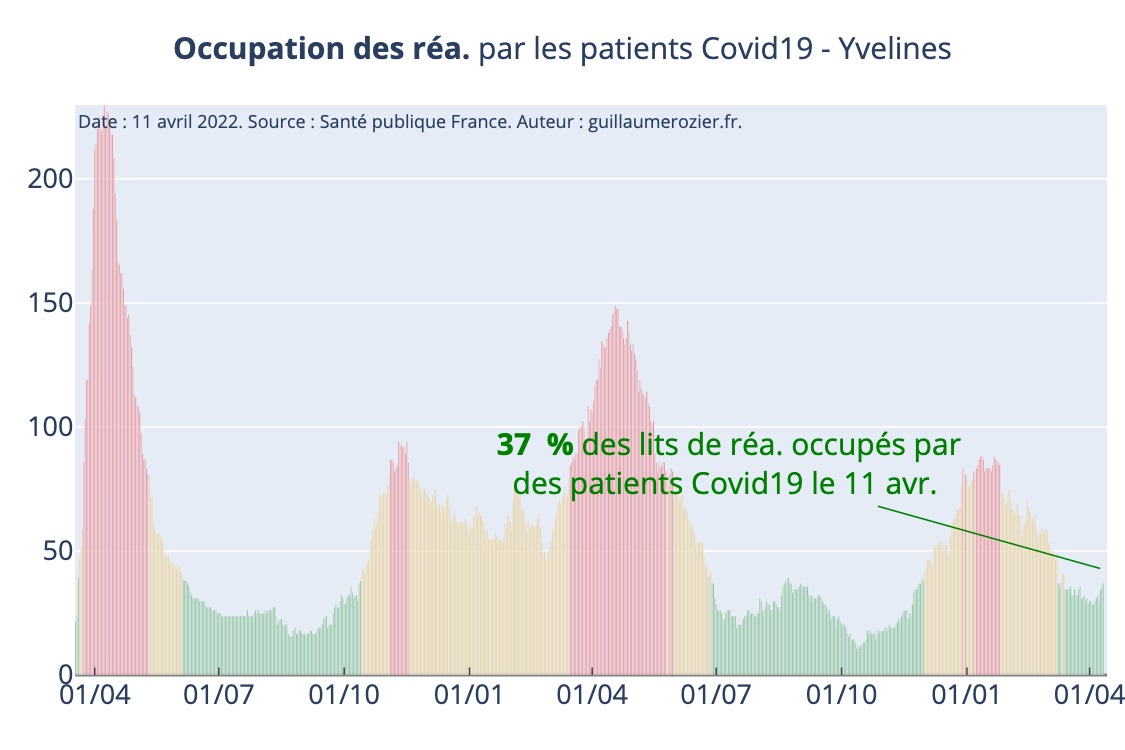 Occupation des réa. par les patients Covid19 - Yvelines
Date : 11 avril 2022. Source : Santé publique France. Auteur : guillaumerozier.fr.
200
150
100
37 % des lits de réa. occupés par
des patients Covid19 le 11 avr.
50
0
01/04 01/07 01/10 01/01 01/04 01/07 01/10 01/01 01/04